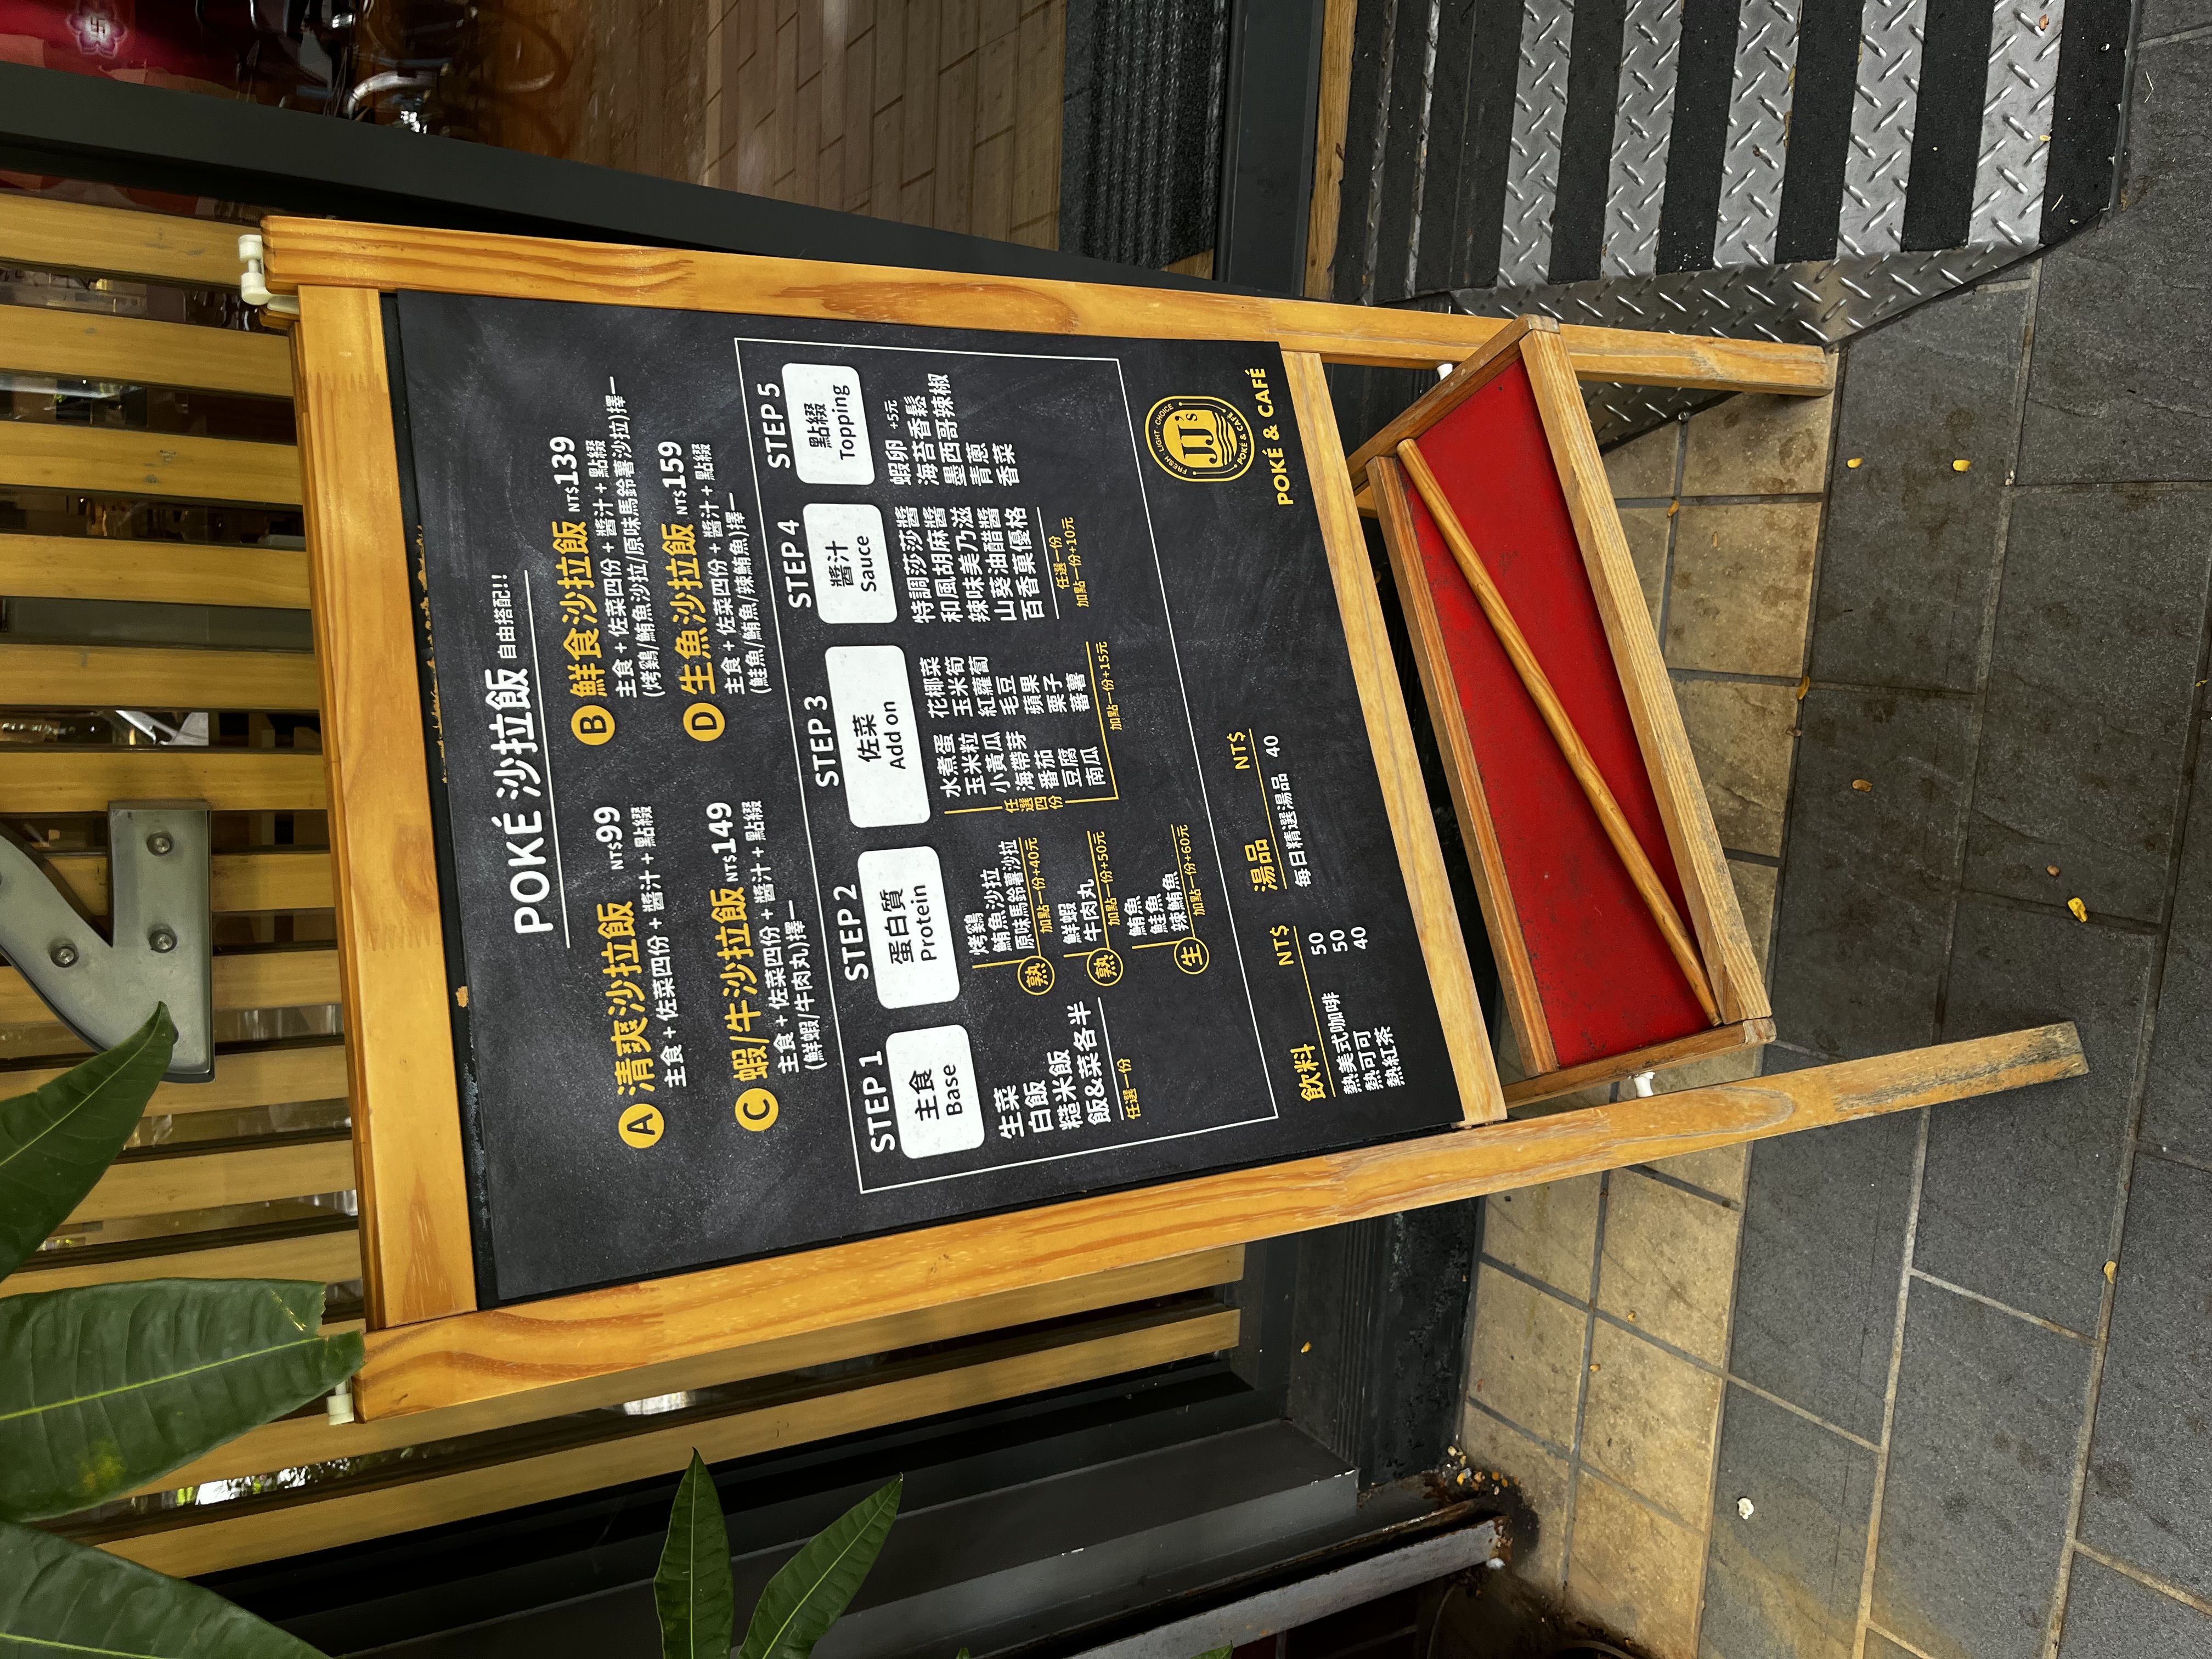 2
POKÉ 沙拉飯 自由搭配!!
A 清爽沙拉飯 NT$99
主食 + 佐菜四份 + 醬汁 + 點綴
B 鮮食沙拉飯 NT$139
主食 + 佐菜四份 + 醬汁 + 點綴
(烤鷄/鮪魚沙拉/原味馬鈴薯沙拉)擇一
C 蝦/牛沙拉飯 NT$149
主食 + 佐菜四份 + 醬汁 + 點綴
(鮮蝦/牛肉丸)擇一
D 生魚沙拉飯 NT$159
主食 + 佐菜四份 + 醬汁 + 點綴
(鮭魚/鮪魚/辣鮪魚)擇一
STEP 1
主食
Base
生菜
白飯
糙米飯
飯&菜各半
任選一份
STEP 2
蛋白質
Protein
熟
烤鷄
鮪魚沙拉
原味馬鈴薯沙拉
加點一份+40元
熟
鮮蝦
牛肉丸
加點一份+50元
生
鮪魚
鮭魚
辣鮪魚
加點一份+60元
STEP 3
佐菜
Add on
任選四份
水煮蛋
玉米粒
小黃瓜
海帶芽
番茄
豆腐
南瓜
花椰菜
玉米筍
紅蘿蔔
毛豆
蘋果
栗子
蕃薯
加點一份+15元
STEP 4
醬汁
Sauce
特調莎莎醬
和風胡麻醬
辣味美乃滋
山葵油醋醬
百香菓優格
任選一份
加點一份+10元
STEP 5
點綴
Topping
蝦卵 +5元
海苔香鬆
墨西哥辣椒
青蔥
香菜
飲料 NT$
熱美式咖啡 50
熱可可 50
熱紅茶 40
湯品 NT$
每日精選湯品 40
FRESH · LIGHT · CHOICE
JJ's
POKÉ & CAFÉ
POKÉ & CAFÉ